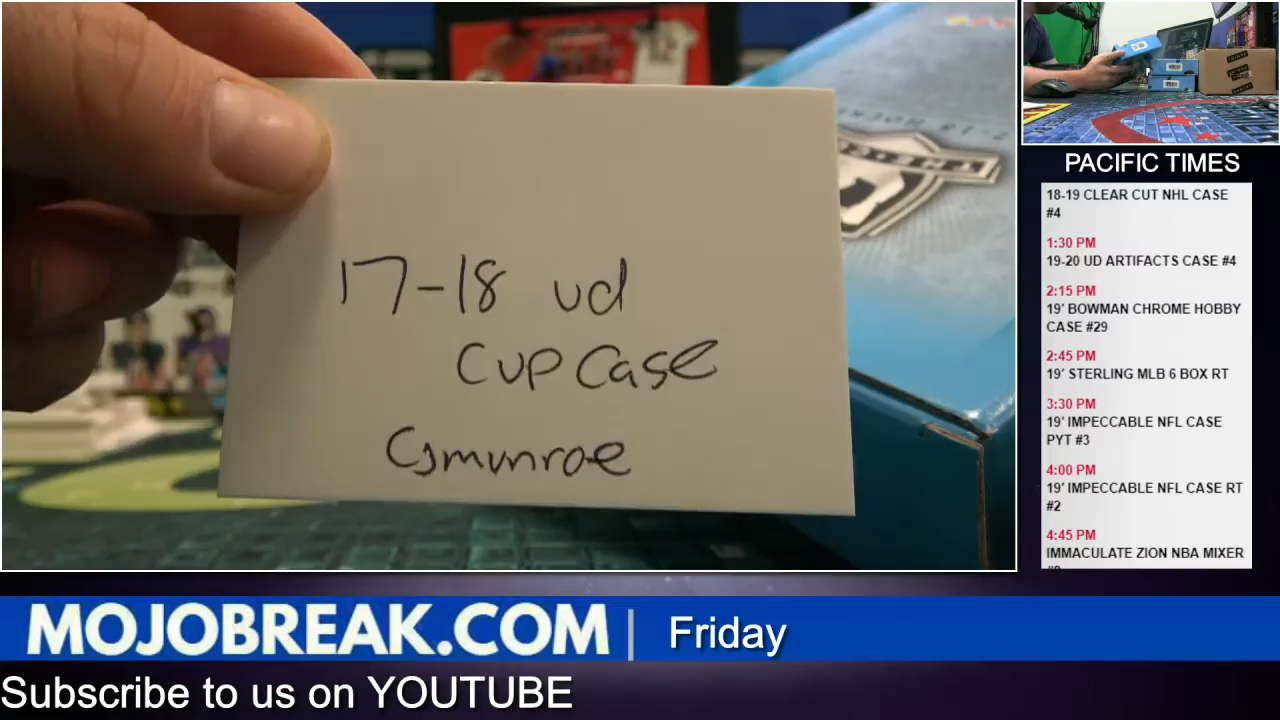 17-18 ud
Cup Case
Csmunroe
PACIFIC TIMES
18-19 CLEAR CUT NHL CASE
#4
1:30 PM
19-20 UD ARTIFACTS CASE #4
2:15 PM
19' BOWMAN CHROME HOBBY
CASE #29
2:45 PM
19' STERLING MLB 6 BOX RT
3:30 PM
19' IMPECCABLE NFL CASE
PYT #3
4:00 PM
19' IMPECCABLE NFL CASE RT
#2
4:45 PM
IMMACULATE ZION NBA MIXER
MOJOBREAK.COM | Friday
Subscribe to us on YOUTUBE